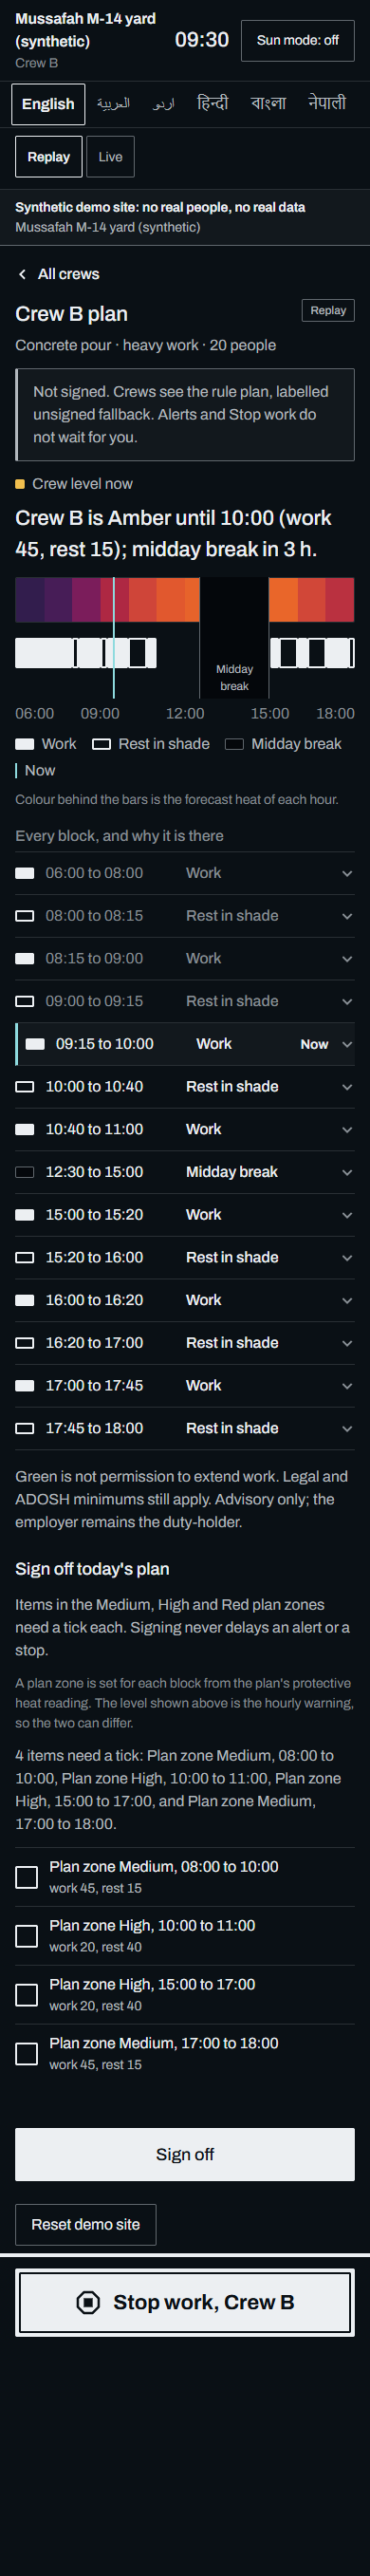 Mussafah M-14 yard
(synthetic)
Crew B
09:30
Sun mode: off
English
العربية
اردو
हिन्दी
বাংলা
नेपाली
Replay
Live
Synthetic demo site: no real people, no real data
Mussafah M-14 yard (synthetic)
All crews
Crew B plan
Replay
Concrete pour · heavy work · 20 people
Not signed. Crews see the rule plan, labelled
unsigned fallback. Alerts and Stop work do
not wait for you.
Crew level now
Crew B is Amber until 10:00 (work
45, rest 15); midday break in 3 h.
Midday
break
06:00 09:00 12:00 15:00 18:00
Work Rest in shade Midday break
Now
Colour behind the bars is the forecast heat of each hour.
Every block, and why it is there
06:00 to 08:00 Work
08:00 to 08:15 Rest in shade
08:15 to 09:00 Work
09:00 to 09:15 Rest in shade
09:15 to 10:00 Work Now
10:00 to 10:40 Rest in shade
10:40 to 11:00 Work
12:30 to 15:00 Midday break
15:00 to 15:20 Work
15:20 to 16:00 Rest in shade
16:00 to 16:20 Work
16:20 to 17:00 Rest in shade
17:00 to 17:45 Work
17:45 to 18:00 Rest in shade
Green is not permission to extend work. Legal and
ADOSH minimums still apply. Advisory only; the
employer remains the duty-holder.
Sign off today's plan
Items in the Medium, High and Red plan zones
need a tick each. Signing never delays an alert or a
stop.
A plan zone is set for each block from the plan's protective
heat reading. The level shown above is the hourly warning,
so the two can differ.
4 items need a tick: Plan zone Medium, 08:00 to
10:00, Plan zone High, 10:00 to 11:00, Plan zone
High, 15:00 to 17:00, and Plan zone Medium,
17:00 to 18:00.
Plan zone Medium, 08:00 to 10:00
work 45, rest 15
Plan zone High, 10:00 to 11:00
work 20, rest 40
Plan zone High, 15:00 to 17:00
work 20, rest 40
Plan zone Medium, 17:00 to 18:00
work 45, rest 15
Sign off
Reset demo site
Stop work, Crew B